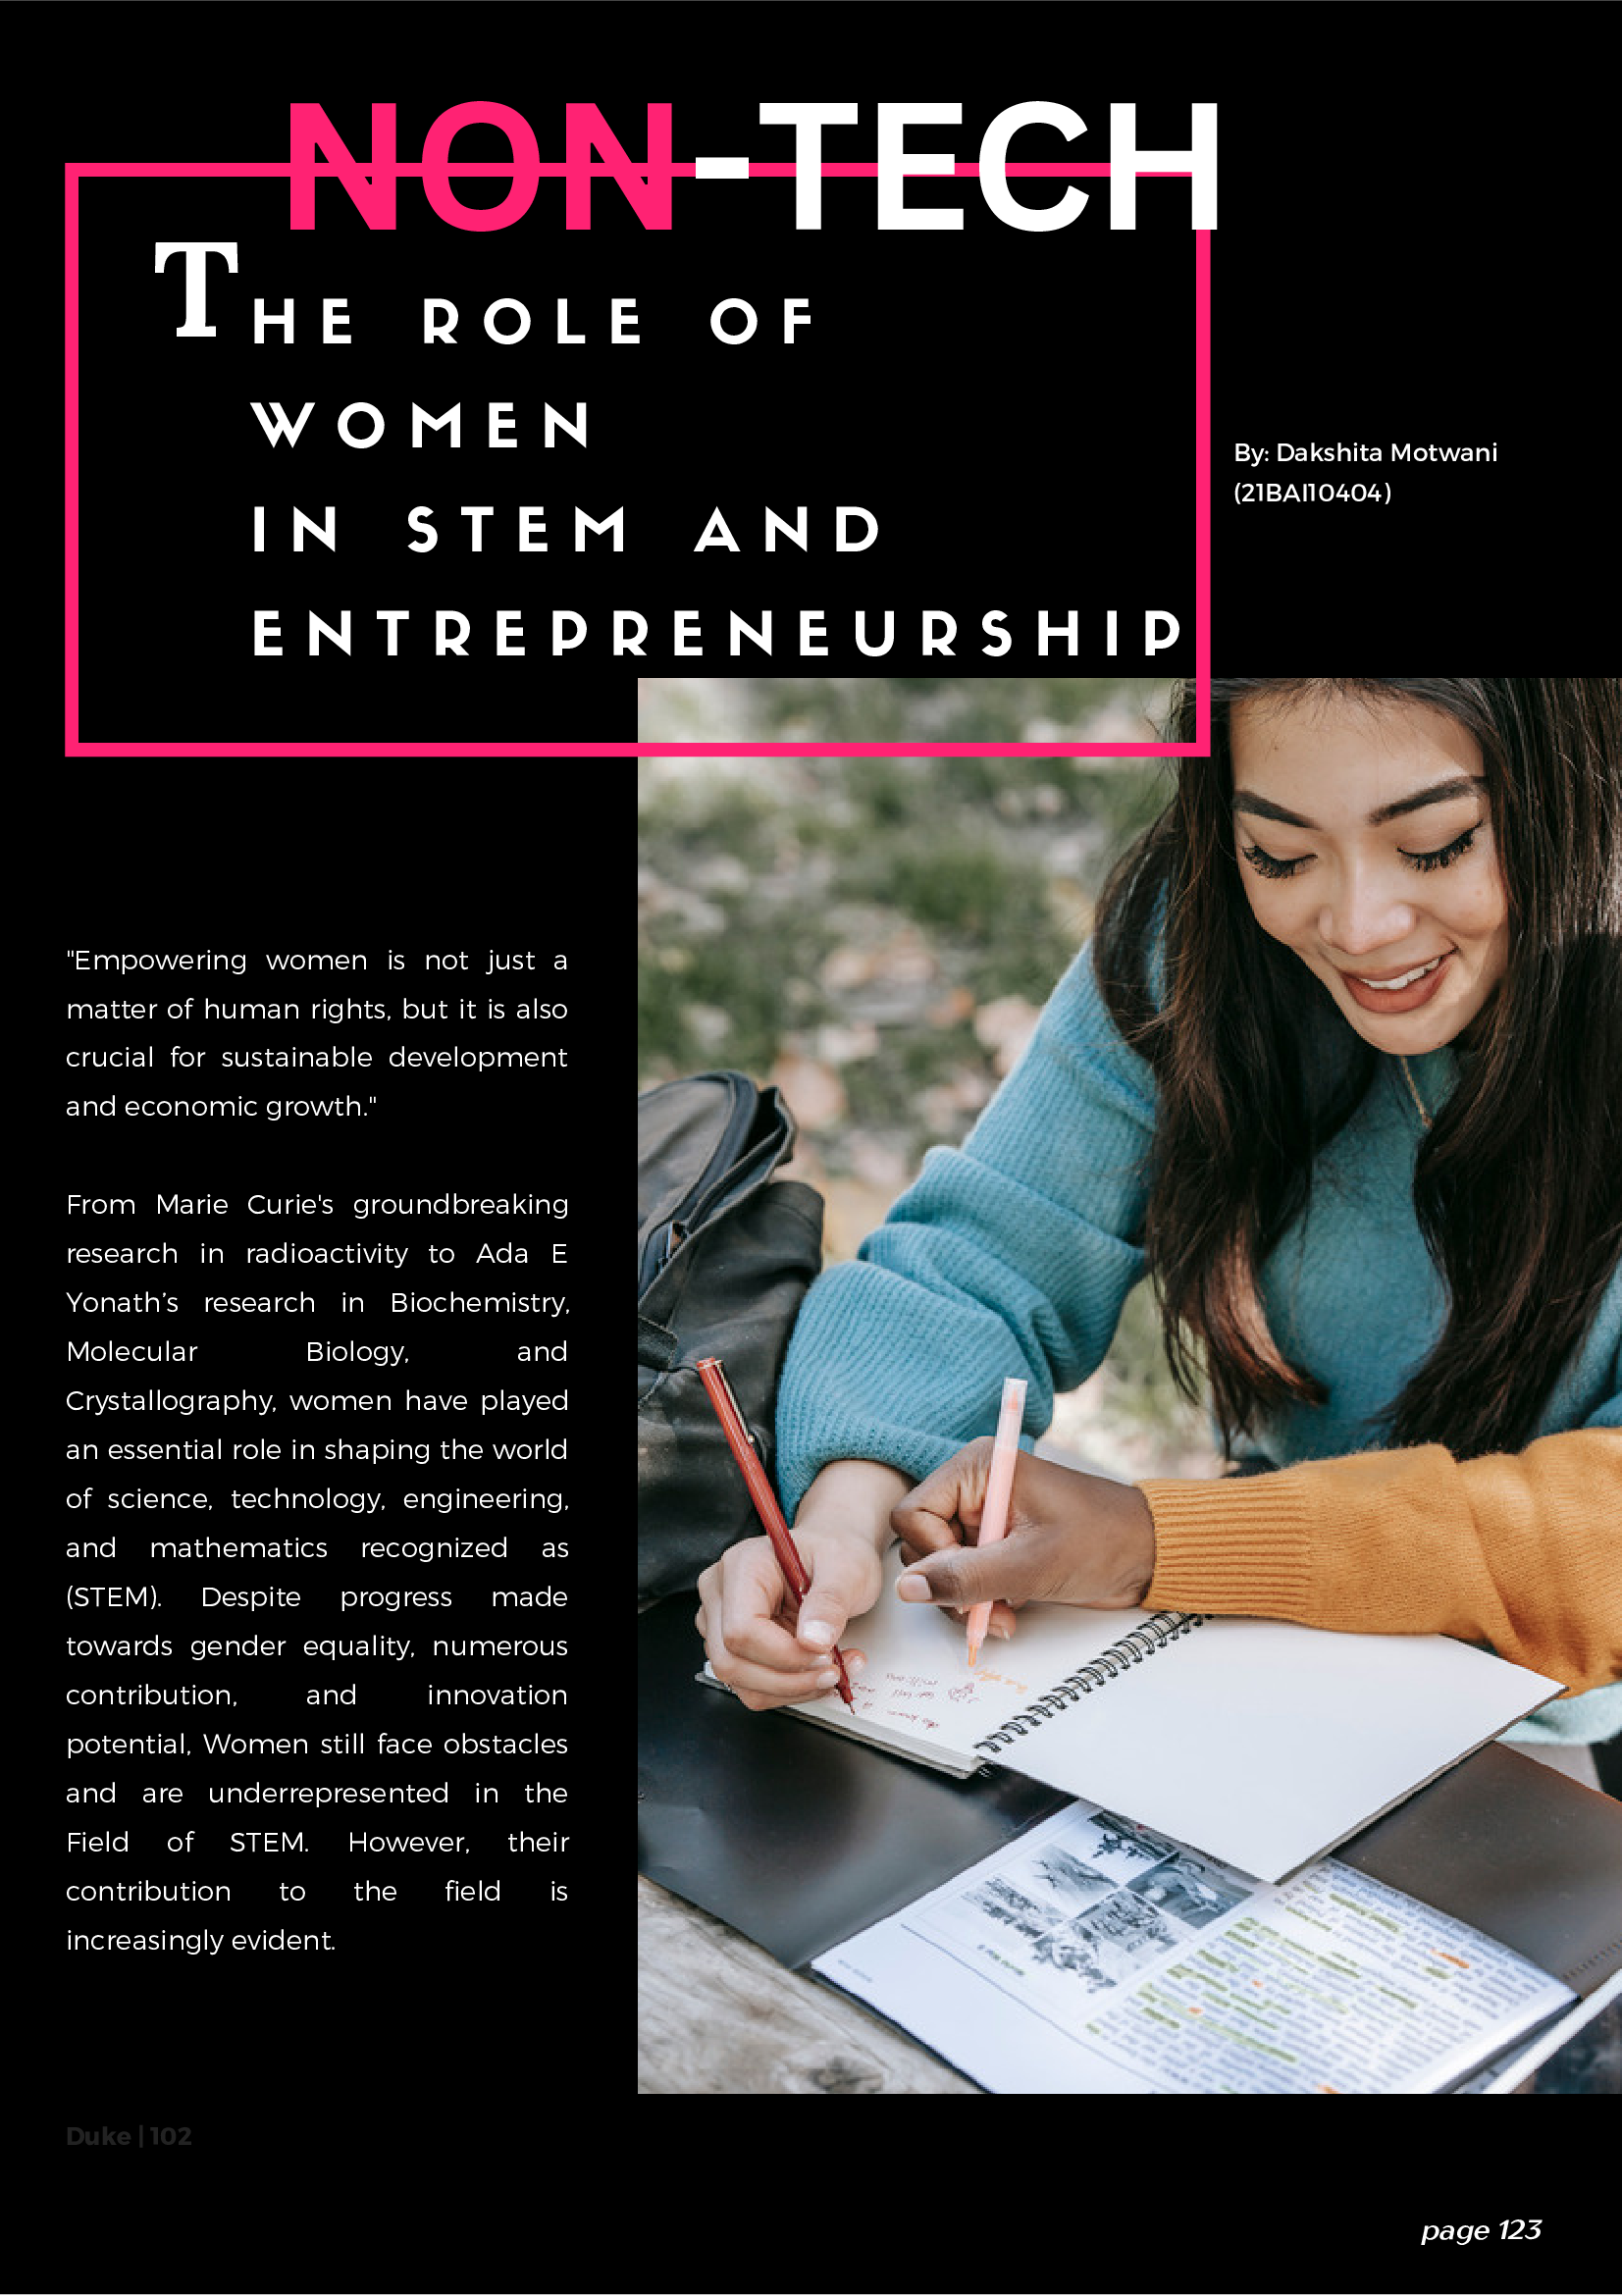 NON-TECH
THE ROLE OF
WOMEN
IN STEM AND
ENTREPRENEURSHIP
By: Dakshita Motwani
(21BAI10404)
"Empowering women is not just a
matter of human rights, but it is also
crucial for sustainable development
and economic growth."
From Marie Curie's groundbreaking
research in radioactivity to Ada E
Yonath’s research in Biochemistry,
Molecular Biology, and
Crystallography, women have played
an essential role in shaping the world
of science, technology, engineering,
and mathematics recognized as
(STEM). Despite progress made
towards gender equality, numerous
contribution, and innovation
potential, Women still face obstacles
and are underrepresented in the
Field of STEM. However, their
contribution to the field is
increasingly evident.
Duke | 102
page 123